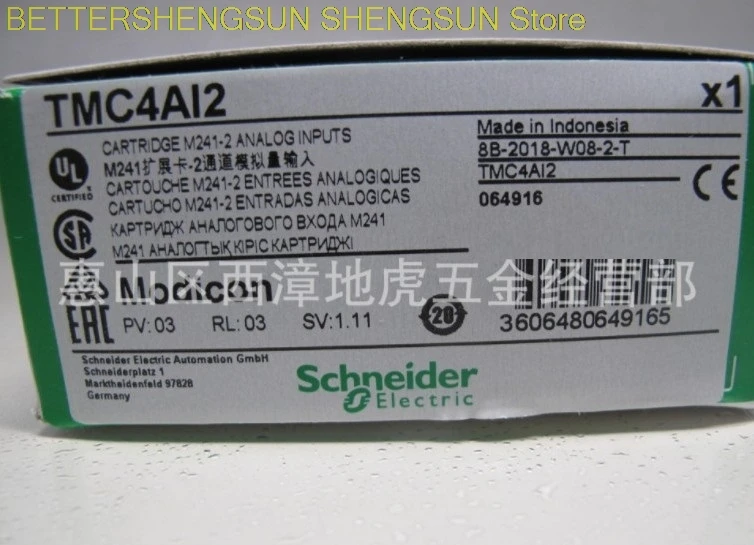 BETTERSHENGSUN SHENGSUN Store
TMC4AI2
x1
CARTRIDGE M241-2 ANALOG INPUTS
M241扩展卡-2通道模拟量输入
CARTOUCHE M241-2 ENTREES ANALOGIQUES
CARTUCHO M241-2 ENTRADAS ANALOGICAS
КАРТРИДЖ АНАЛОГОВОГО ВХОДА M241
M241 АНАЛОГТЫҚ КІРІС КАРТРИДЖІ
Made in Indonesia
8B-2018-W08-2-T
TMC4AI2
064916
CE
UL
CERTIFIED
SA
惠山区西漳地虎五金经营部
Modicon
EAC
PV:03 RL:03 SV:1.11
20
3606480649165
Schneider Electric Automation GmbH
Schneiderplatz 1
Marktheidenfeld 97828
Germany
Schneider
Electric